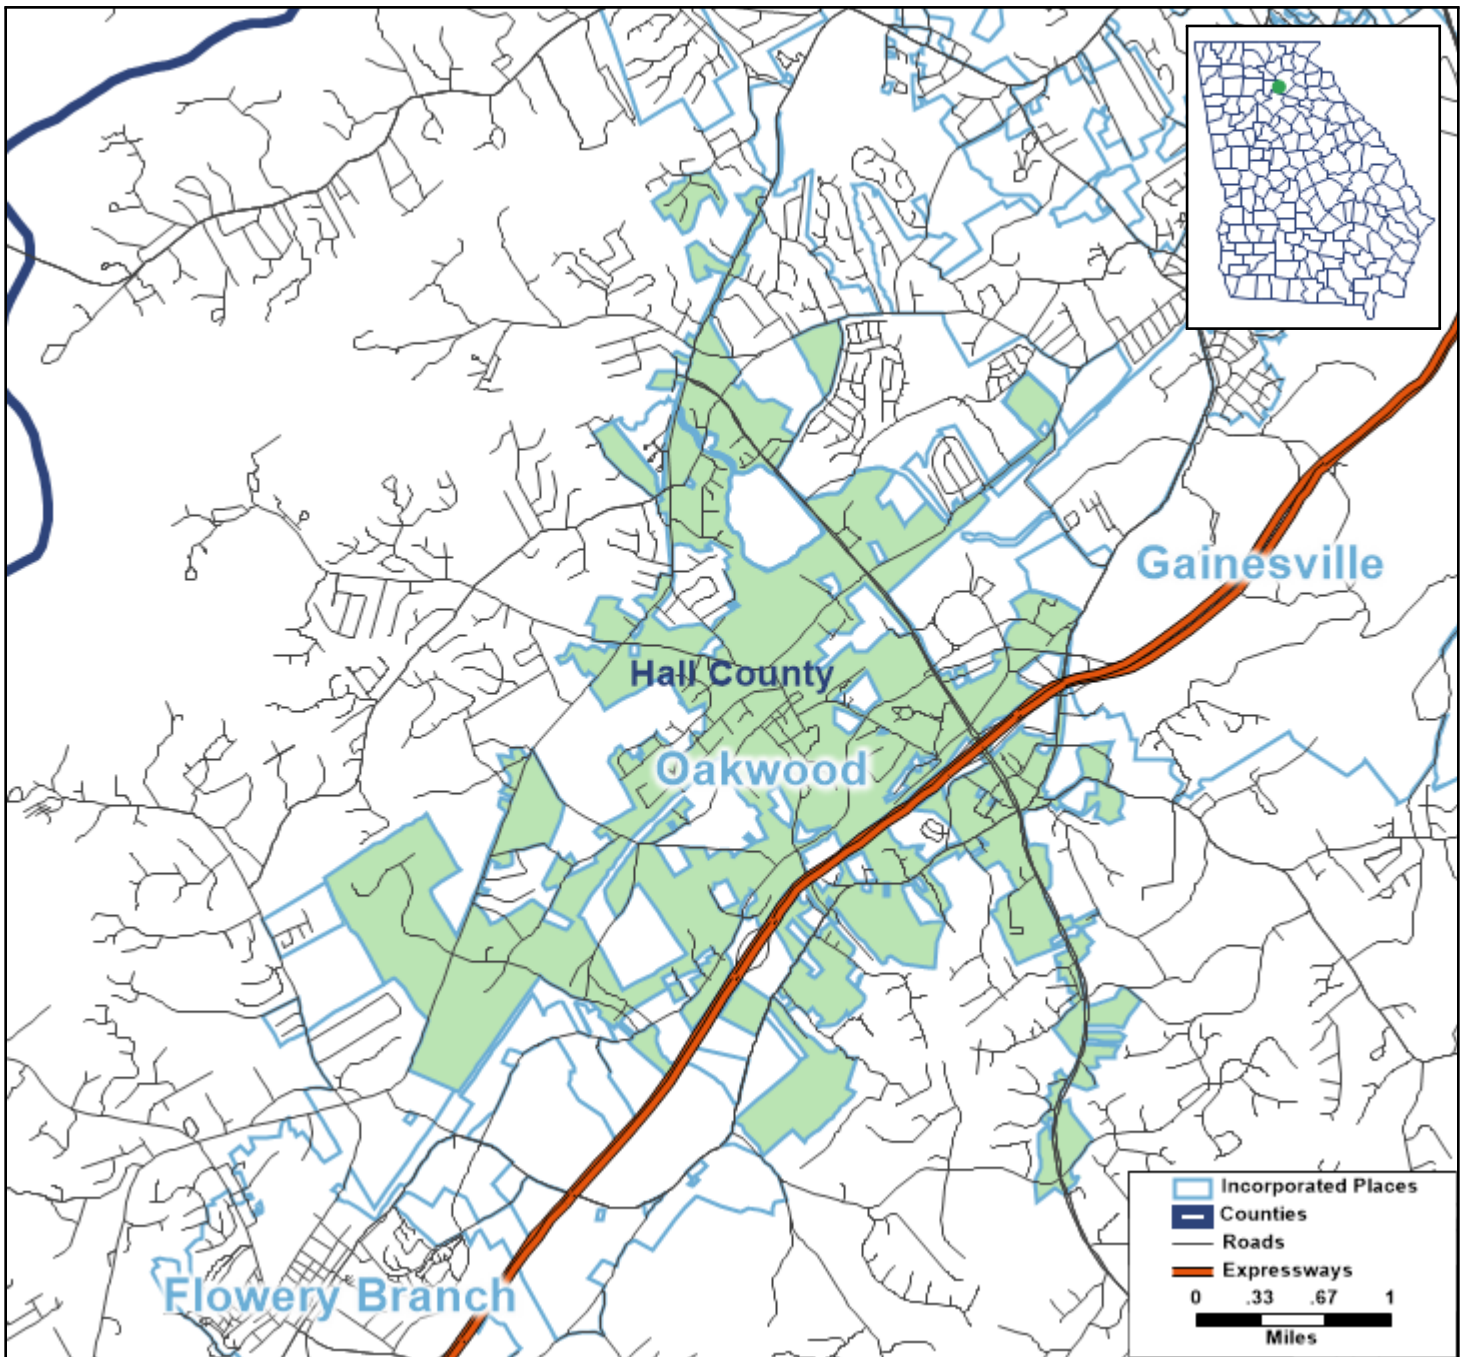 Gainesville
Hall County
Oakwood
Flowery Branch
Incorporated Places
Counties
Roads
Expressways
0 .33 .67 1
Miles